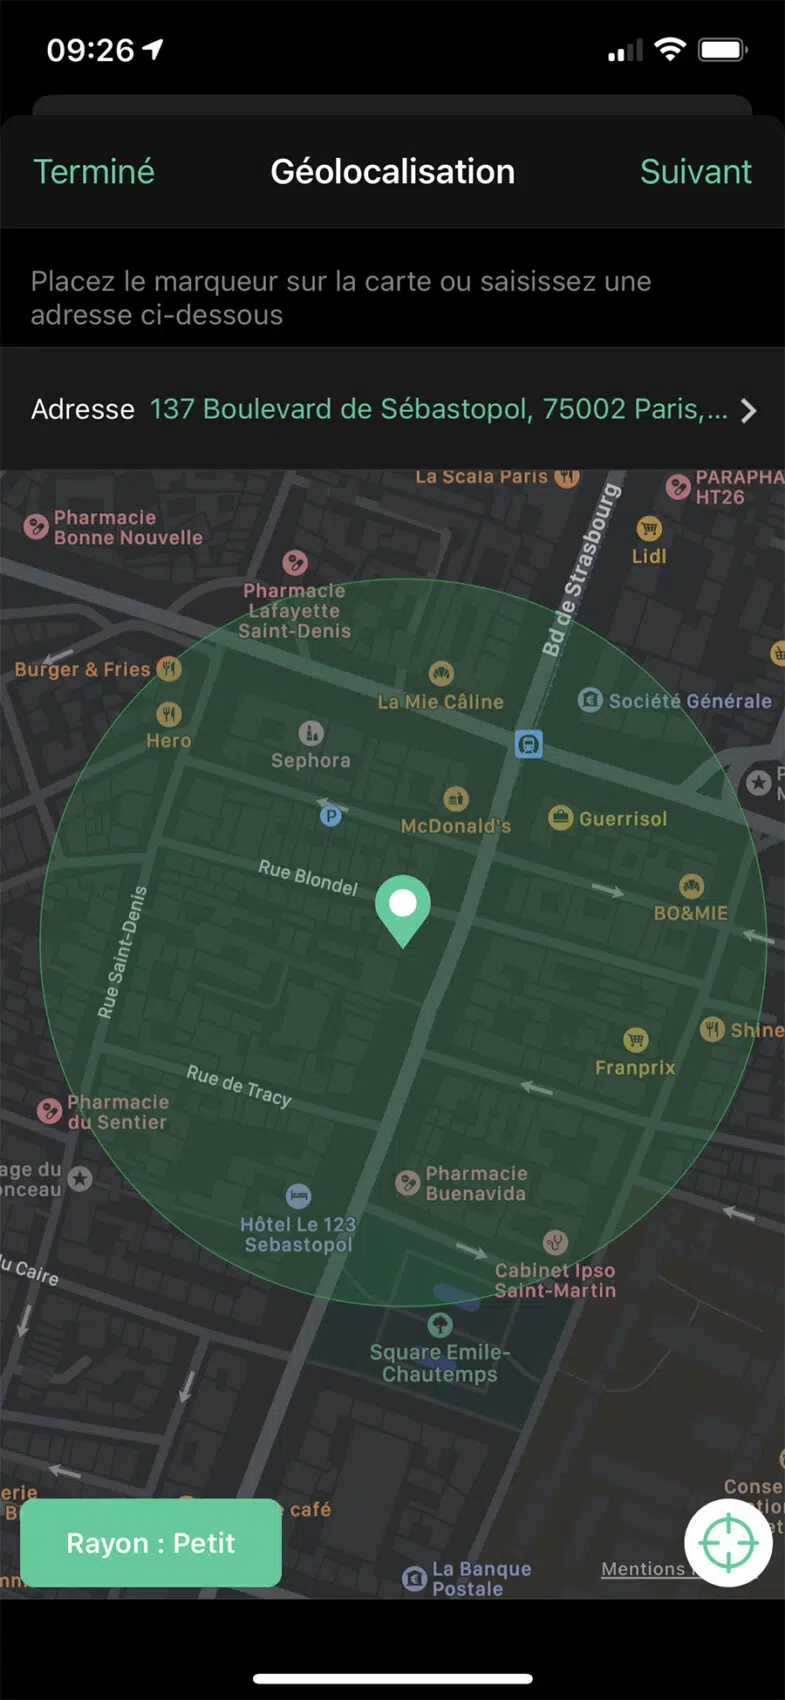 09:26
Terminé
Géolocalisation
Suivant
Placez le marqueur sur la carte ou saisissez une
adresse ci-dessous
Adresse 137 Boulevard de Sébastopol, 75002 Paris,...
La Scala Paris
PARAPHA
HT26
Pharmacie
Bonne Nouvelle
Lidl
Bd de Strasbourg
Pharmacie
Lafayette
Saint-Denis
Burger & Fries
La Mie Câline
Société Générale
Hero
Sephora
P
McDonald's
Guerrisol
Rue Blondel
BO&MIE
Rue Saint-Denis
Shine
Franprix
Rue de Tracy
Pharmacie
du Sentier
age du
onceau
Pharmacie
Buenavida
Hôtel Le 123
Sebastopol
Cabinet Ipso
Saint-Martin
u Caire
Square Emile-
Chautemps
Conse
erie
café
Rayon : Petit
La Banque
Postale
Mentions